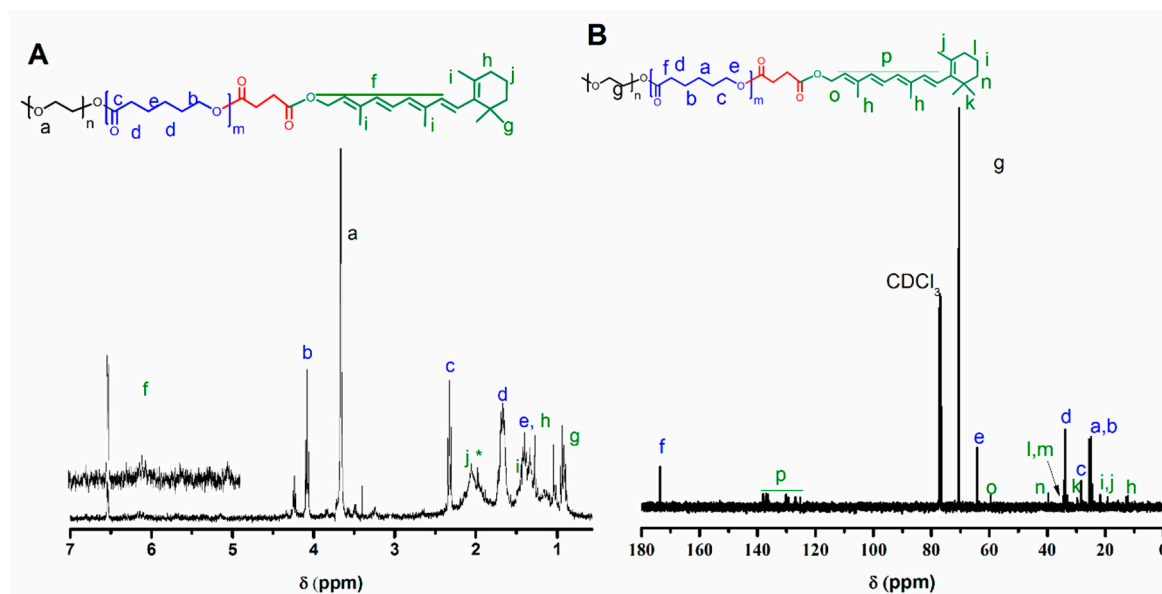 A
f
i
h
j
O
O
O
c
e
b
O
O
O
n
m
O
a
O
d
d
O
i
i
g
a
b
c
d
e,
h
g
i
j
*
f
7 6 5 4 3 2 1
δ (ppm)
B
j
l
i
f
d
a
e
O
O
p
O
O
O
O
n
n
m
g
O
b
c
O
o
h
h
k
g
CDCl3
f
p
e
o
n
l,m
d
k
c
a,b
i,j
h
180 160 140 120 100 80 60 40 20 0
δ (ppm)